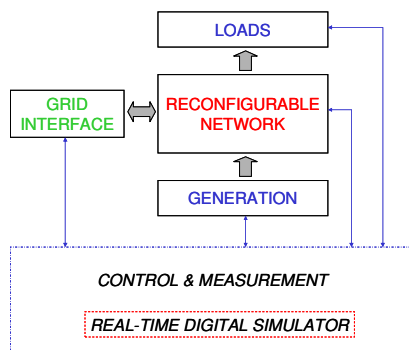 LOADS
GRID
INTERFACE
RECONFIGURABLE
NETWORK
GENERATION
CONTROL & MEASUREMENT
REAL-TIME DIGITAL SIMULATOR